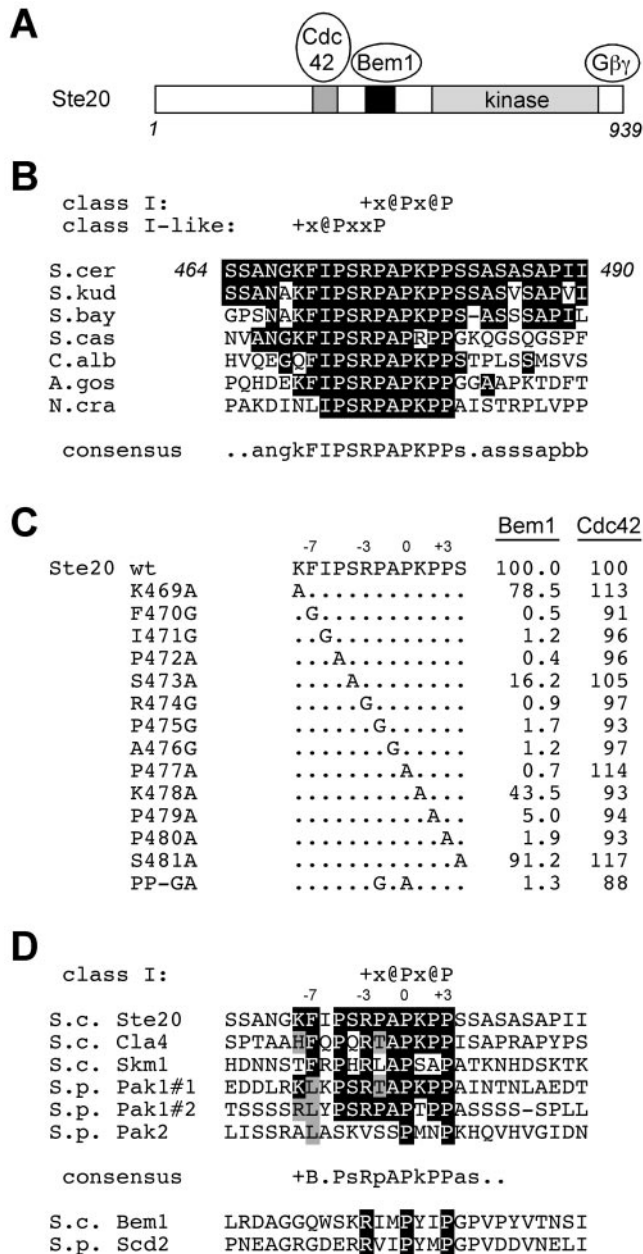 A
Cdc
42
Bem1
Gβγ
Ste20
kinase
1
939
B
class I: +x@Px@P
class I-like: +x@PxxP
S.cer 464 SSANGKFIPSRPAPKPPSSASASAPII 490
S.kud SSANAKFIPSRPAPKPPSSASVSAPVI
S.bay GPSNAKFIPSRPAPKPPS-ASSSAPIL
S.cas NVANGKFIPSRPAPRPPGKQGSQGSPF
C.alb HVQEGQFIPSRPAPKPPSTPLSSMSVS
A.gos PQHDEKFIPSRPAPKPPGGAAPKTDFT
N.cra PAKDINLIPSRPAPKPPAISTRPLVPP
consensus ..angkFIPSRPAPKPPs.asssapbb
C
Bem1 Cdc42
-7 -3 0 +3
Ste20 wt KFIPSRPAPKPPS 100.0 100
K469A A............ 78.5 113
F470G .G........... 0.5 91
I471G ..G.......... 1.2 96
P472A ...A......... 0.4 96
S473A ....A........ 16.2 105
R474G .....G....... 0.9 97
P475G ......G...... 1.7 93
A476G .......G..... 1.2 97
P477A ........A.... 0.7 114
K478A .........A... 43.5 93
P479A ..........A.. 5.0 94
P480A ...........A. 1.9 93
S481A ............A 91.2 117
PP-GA ......G.A.... 1.3 88
D
class I: +x@Px@P
-7 -3 0 +3
S.c. Ste20 SSANGKFIPSRPAPKPPSSASASAPII
S.c. Cla4 SPTAAHFQPQRTAPKPPISAPRAPYPS
S.c. Skm1 HDNNSTFRPHRLAPSAPATKNHDSKTK
S.p. Pak1#1 EDDLRKLKPSRTAPKPPAINTNLAEDT
S.p. Pak1#2 TSSSSRLYPSRPAPTPPASSSS-SPLL
S.p. Pak2 LISSRALASKVSSPMNPKHQVHVGIDN
consensus +B.PsRpAPkPPas..
S.c. Bem1 LRDAGGQWSKRIMPYIPGPVPYVTNSI
S.p. Scd2 PNEAGRGDERRVIPYMPGPVDDVNELI